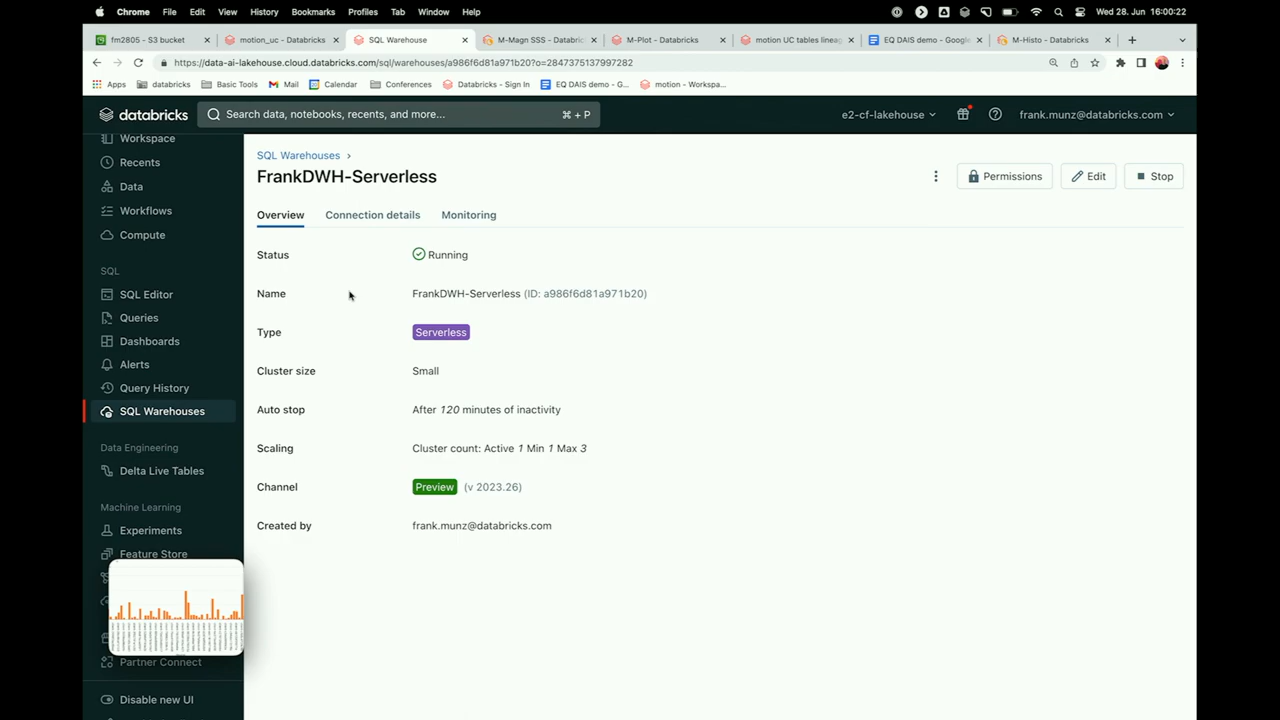 Chrome File Edit View History Bookmarks Profiles Tab Window Help Wed 28. Jun 16:00:22
fm2805 - S3 bucket
motion_uc - Databricks
SQL Warehouse
M-Magn SSS - Databric
M-Plot - Databricks
motion UC tables lineag
EQ DAIS demo - Google
M-Histo - Databricks
https://data-ai-lakehouse.cloud.databricks.com/sql/warehouses/a986f6d81a971b20?o=2847375137997282
Apps databricks Basic Tools Mail Calendar Conferences Databricks - Sign In EQ DAIS demo - G... motion - Workspa...
databricks
Search data, notebooks, recents, and more... ⌘ + P
e2-cf-lakehouse
frank.munz@databricks.com
Workspace
Recents
Data
Workflows
Compute
SQL
SQL Editor
Queries
Dashboards
Alerts
Query History
SQL Warehouses
Data Engineering
Delta Live Tables
Machine Learning
Experiments
Feature Store
Partner Connect
Disable new UI
SQL Warehouses ›
FrankDWH-Serverless
Permissions Edit Stop
Overview Connection details Monitoring
Status Running
Name FrankDWH-Serverless (ID: a986f6d81a971b20)
Type Serverless
Cluster size Small
Auto stop After 120 minutes of inactivity
Scaling Cluster count: Active 1 Min 1 Max 3
Channel Preview (v 2023.26)
Created by frank.munz@databricks.com